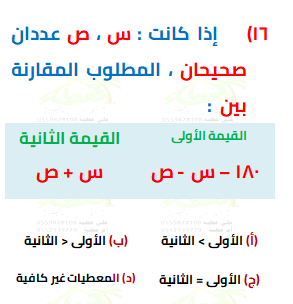 ١٦) إذا كانت : س ، ص عددان
صحيحان ، المطلوب المقارنة
بين :
القيمة الأولى القيمة الثانية
١٨٠ – س - ص س + ص
(أ) الأولى > الثانية (ب) الأولى < الثانية
(ج) الأولى = الثانية (د) المعطيات غير كافية